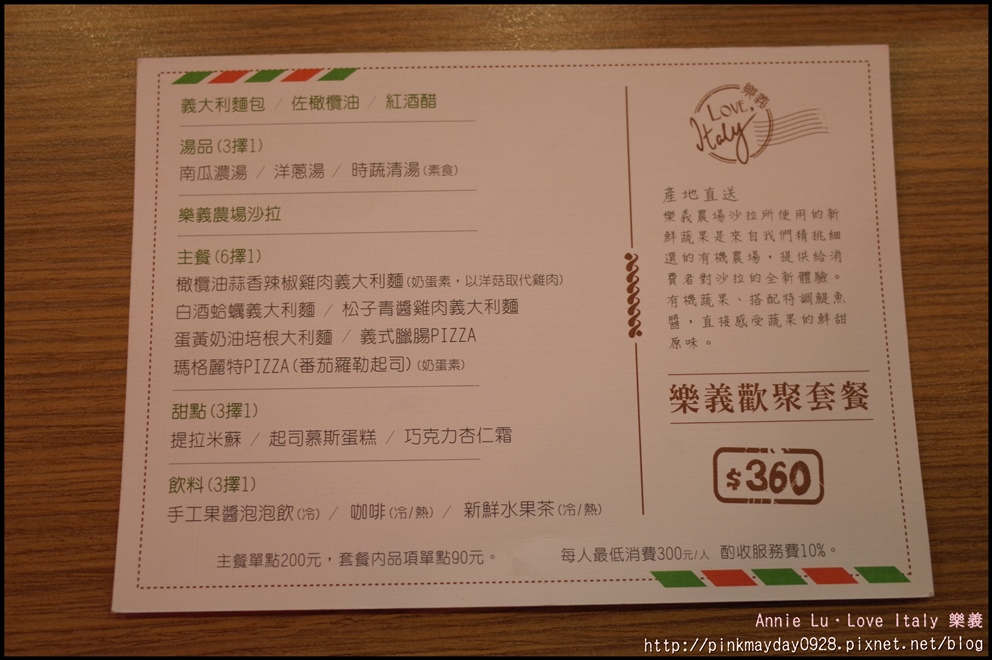 義大利麵包 / 佐橄欖油 / 紅酒醋
湯品(3擇1)
南瓜濃湯 / 洋蔥湯 / 時蔬清湯(素食)
樂義農場沙拉
主餐(6擇1)
橄欖油蒜香辣椒雞肉義大利麵(奶蛋素,以洋菇取代雞肉)
白酒蛤蠣義大利麵 / 松子青醬雞肉義大利麵
蛋黃奶油培根大利麵 / 義式臘腸PIZZA
瑪格麗特PIZZA(番茄羅勒起司)(奶蛋素)
甜點(3擇1)
提拉米蘇 / 起司慕斯蛋糕 / 巧克力杏仁霜
飲料(3擇1)
手工果醬泡泡飲(冷) / 咖啡(冷/熱) / 新鮮水果茶(冷/熱)
主餐單點200元,套餐內品項單點90元。
樂義
LOVE,
Italy
產地直送
樂義農場沙拉所使用的新
鮮蔬果是來自我們精挑細
選的有機農場,提供給消
費者對沙拉的全新體驗。
有機蔬果、搭配特調鯷魚
醬,直接感受蔬果的鮮甜
原味。
樂義歡聚套餐
$360
每人最低消費300元/人 酌收服務費10%。
Annie Lu·Love Italy 樂義
http://pinkmayday0928.pixnet.net/blog